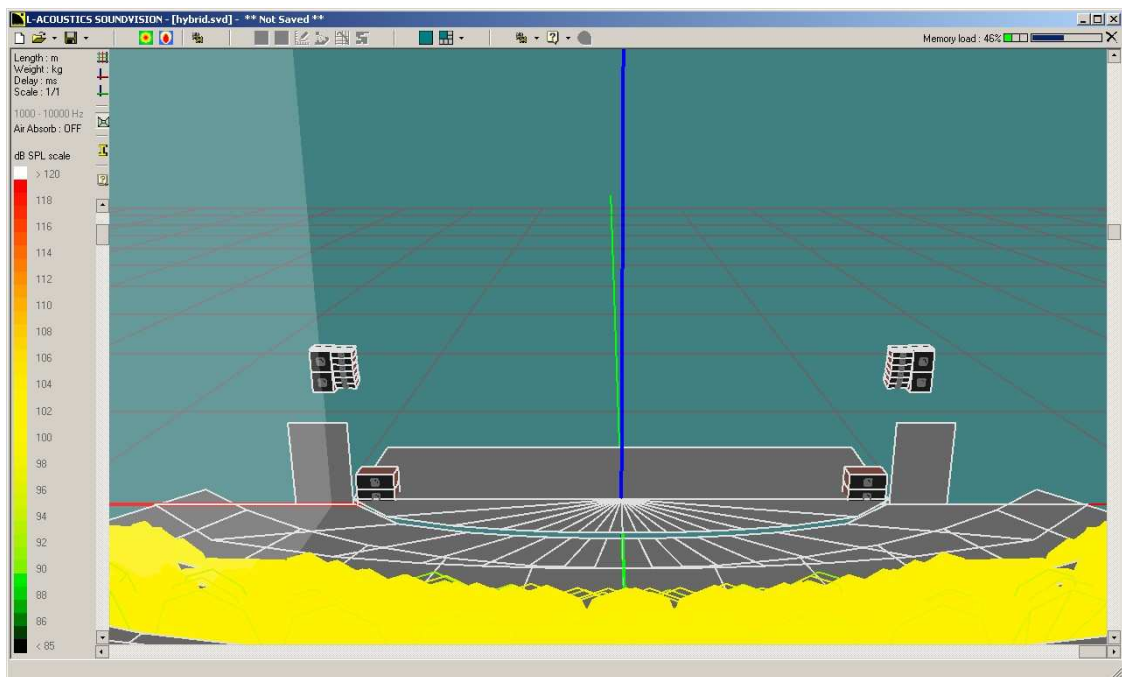 L-ACOUSTICS SOUNDVISION - [hybrid.svd] - ** Not Saved **
Memory load : 46%
Length : m
Weight : kg
Delay : ms
Scale : 1/1
1000 - 10000 Hz
Air Absorb : OFF
dB SPL scale
> 120
118
116
114
112
110
108
106
104
102
100
98
96
94
92
90
88
86
< 85